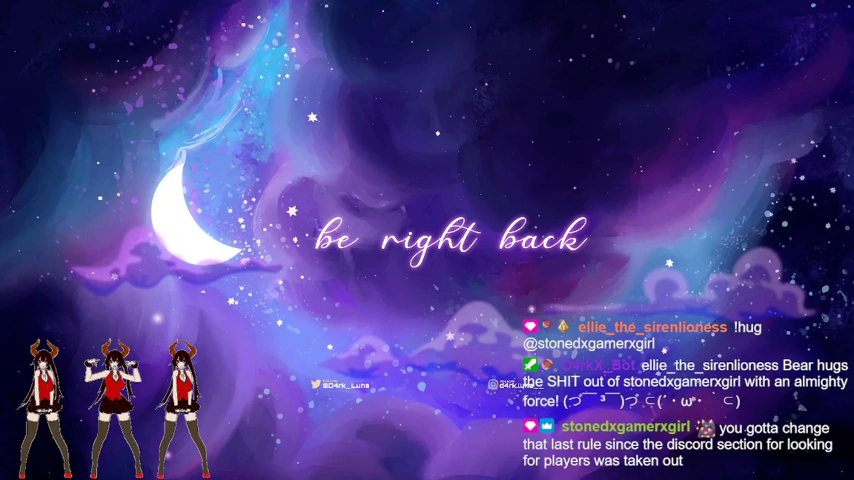 be right back
ellie_the_sirenlioness !hug
@stonedxgamerxgirl
D4rkX_Bot ellie_the_sirenlioness Bear hugs
the SHIT out of stonedxgamerxgirl with an almighty
force! (づ￣ ³￣)づ ⊂(´・ω・｀⊂)
@D4rk_Luna
stonedxgamerxgirl you gotta change
that last rule since the discord section for looking
for players was taken out